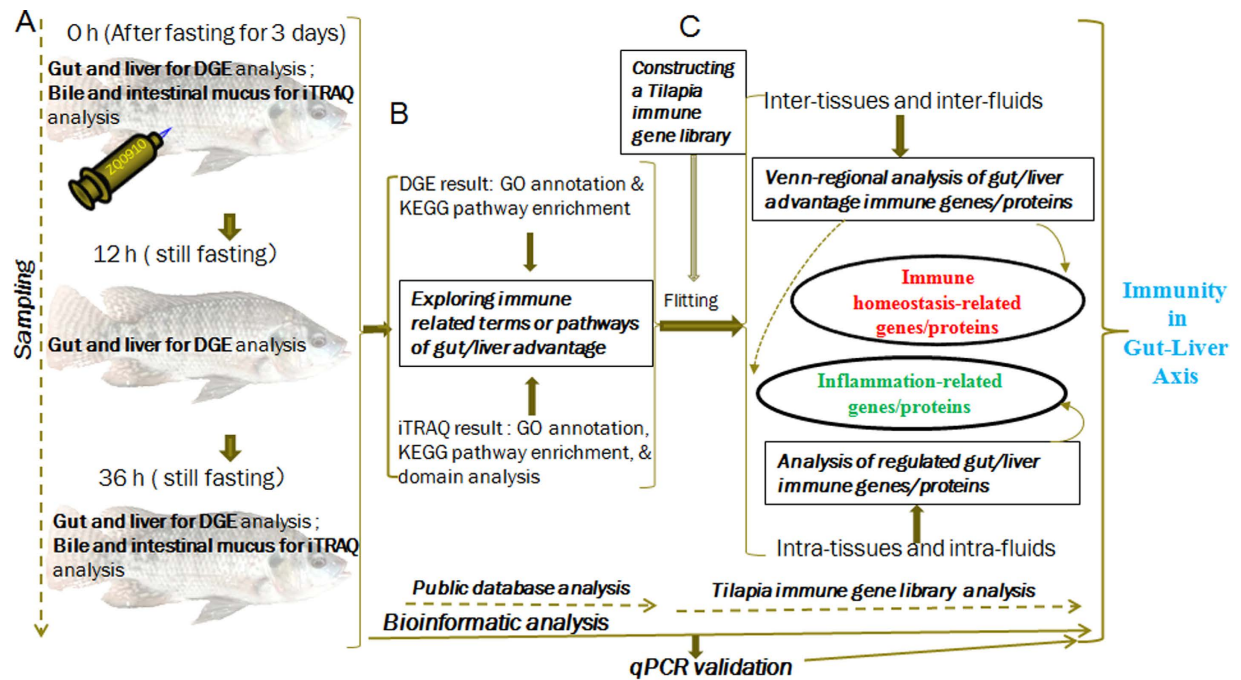 A
0 h (After fasting for 3 days)
Gut and liver for DGE analysis ;
Bile and intestinal mucus for iTRAQ
analysis
ZQ0910
12 h ( still fasting)
Gut and liver for DGE analysis
36 h ( still fasting)
Gut and liver for DGE analysis ;
Bile and intestinal mucus for iTRAQ
analysis
Sampling
B
DGE result: GO annotation &
KEGG pathway enrichment
Exploring immune
related terms or pathways
of gut/liver advantage
iTRAQ result : GO annotation,
KEGG pathway enrichment, &
domain analysis
C
Constructing
a Tilapia
immune
gene library
Flitting
Inter-tissues and inter-fluids
Venn-regional analysis of gut/liver
advantage immune genes/proteins
Immune
homeostasis-related
genes/proteins
Inflammation-related
genes/proteins
Analysis of regulated gut/liver
immune genes/proteins
Intra-tissues and intra-fluids
Immunity
in
Gut-Liver
Axis
Public database analysis
Tilapia immune gene library analysis
Bioinformatic analysis
qPCR validation